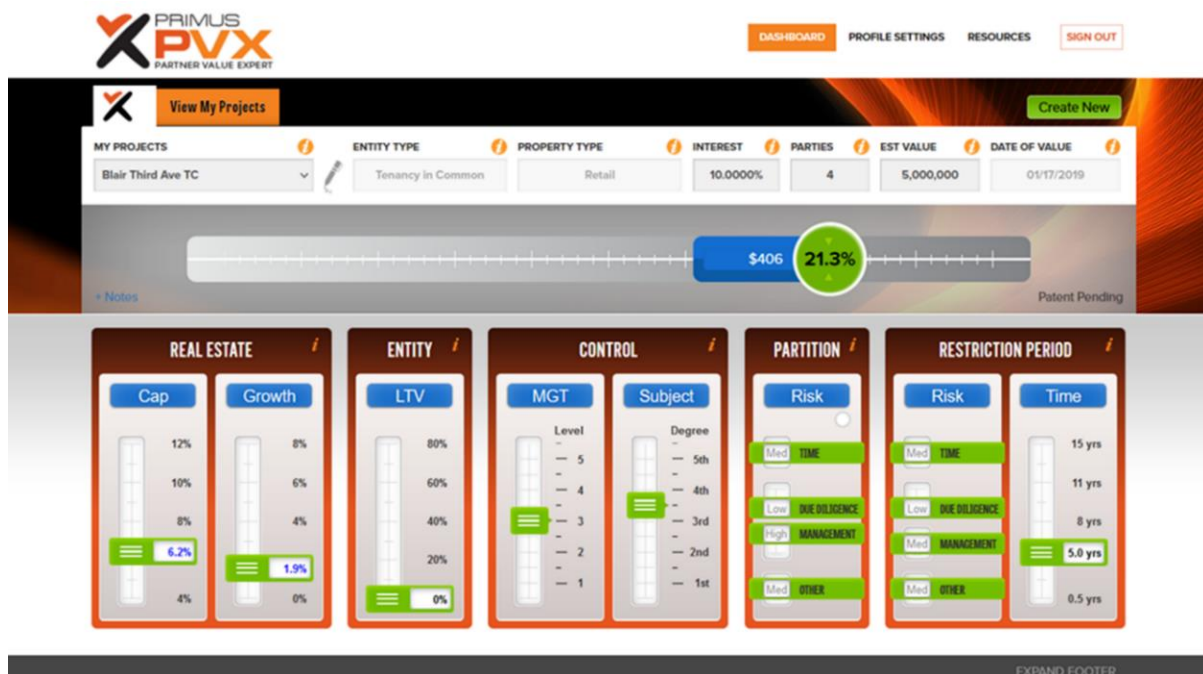 PRIMUS
PVX
PARTNER VALUE EXPERT
DASHBOARD PROFILE SETTINGS RESOURCES SIGN OUT
View My Projects
Create New
MY PROJECTS ENTITY TYPE PROPERTY TYPE INTEREST PARTIES EST VALUE DATE OF VALUE
Blair Third Ave TC Tenancy in Common Retail 10.0000% 4 5,000,000 01/17/2019
$406 21.3%
+ Notes
Patent Pending
REAL ESTATE
Cap Growth
12% 8%
10% 6%
8% 4%
6.2% 1.9%
4% 0%
ENTITY
LTV
80%
60%
40%
20%
0%
CONTROL
MGT Subject
Level Degree
5 5th
4 4th
3 3rd
2 2nd
1 1st
PARTITION
Risk
Med TIME
Low DUE DILIGENCE
High MANAGEMENT
Med OTHER
RESTRICTION PERIOD
Risk Time
Med TIME 15 yrs
11 yrs
Low DUE DILIGENCE 8 yrs
Med MANAGEMENT 5.0 yrs
Med OTHER 0.5 yrs
EXPAND FOOTER